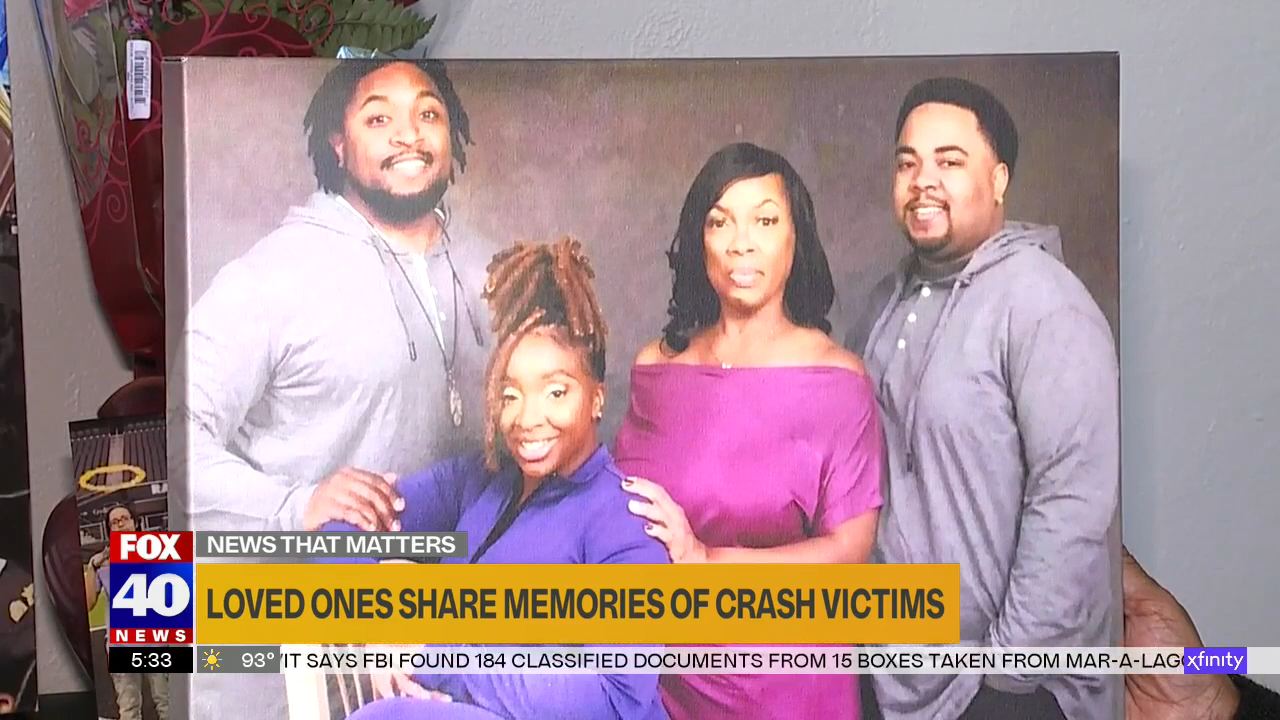 FOX
40
NEWS
NEWS THAT MATTERS
LOVED ONES SHARE MEMORIES OF CRASH VICTIMS
5:33
93°
IT SAYS FBI FOUND 184 CLASSIFIED DOCUMENTS FROM 15 BOXES TAKEN FROM MAR-A-LAGO
xfinity